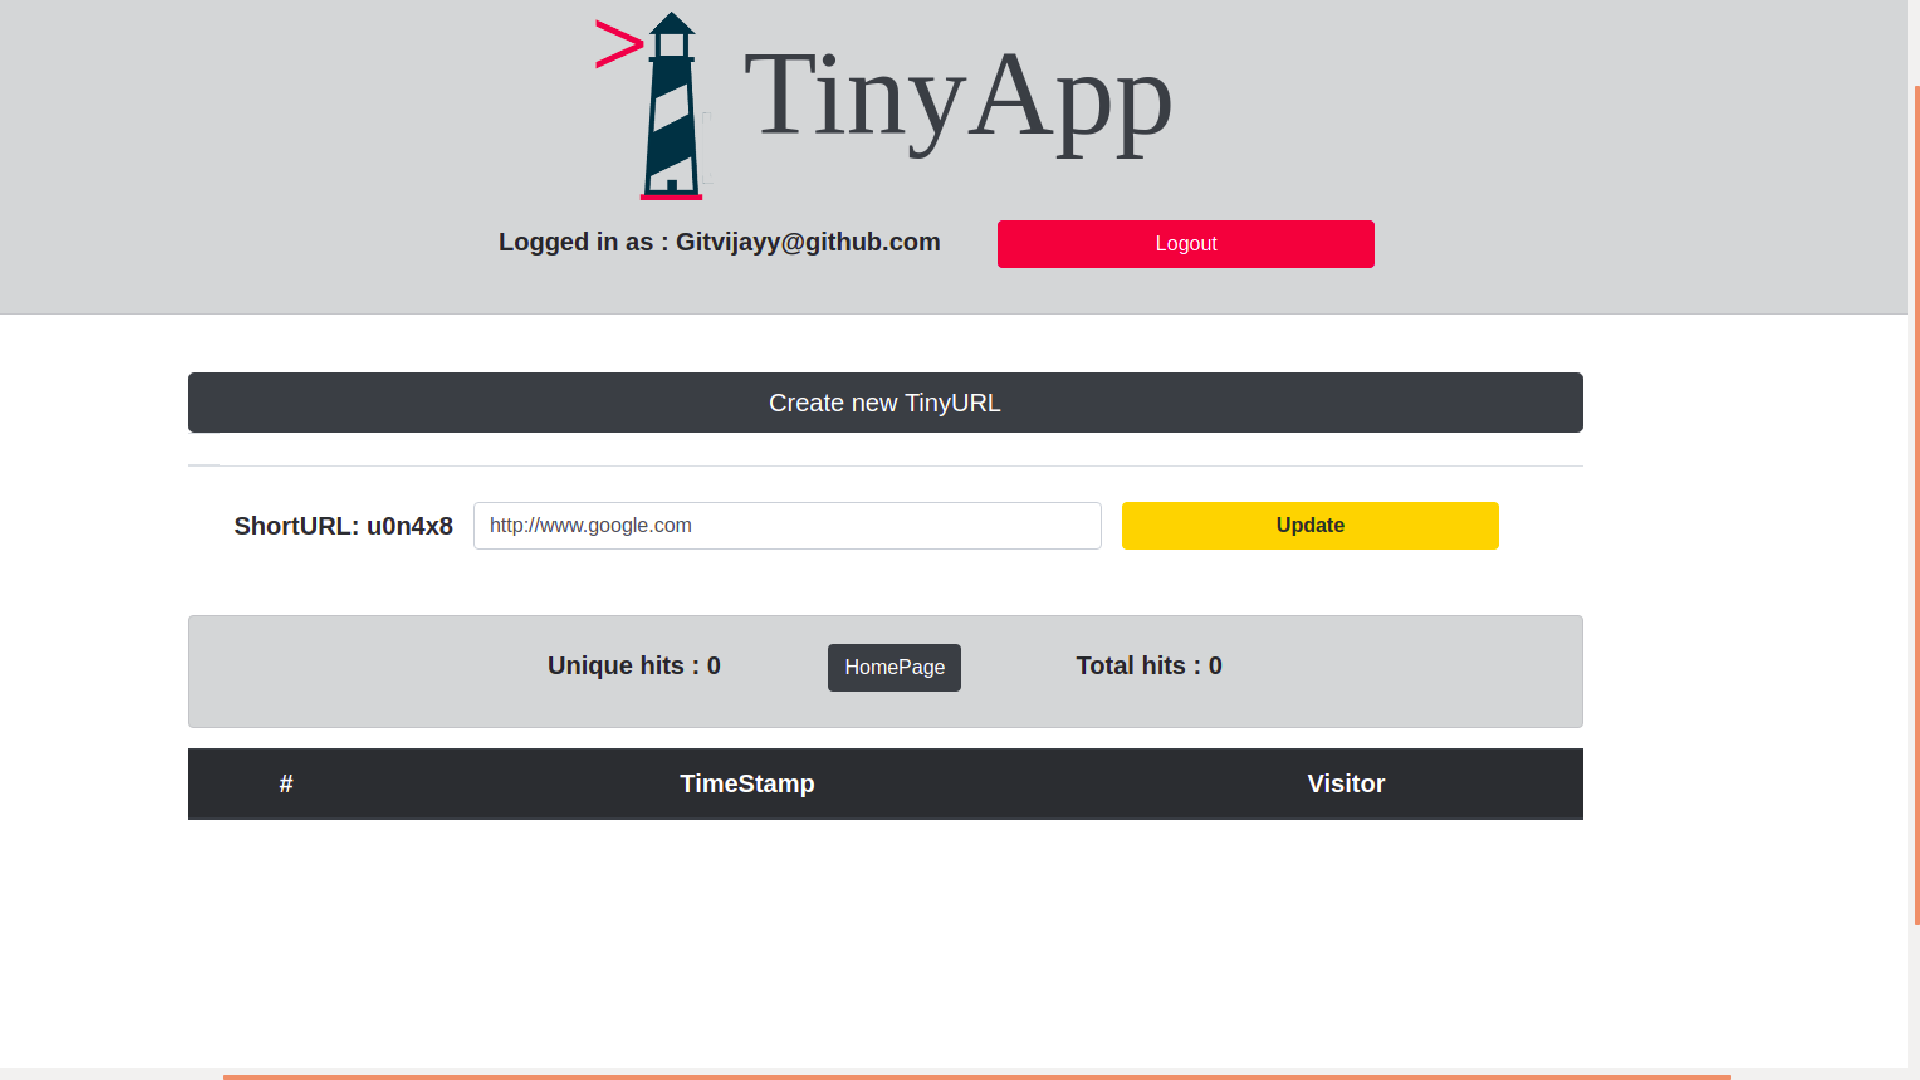 > TinyApp
Logged in as : Gitvijayy@github.com Logout
Create new TinyURL
ShortURL: u0n4x8 http://www.google.com Update
Unique hits : 0 HomePage Total hits : 0
# TimeStamp Visitor